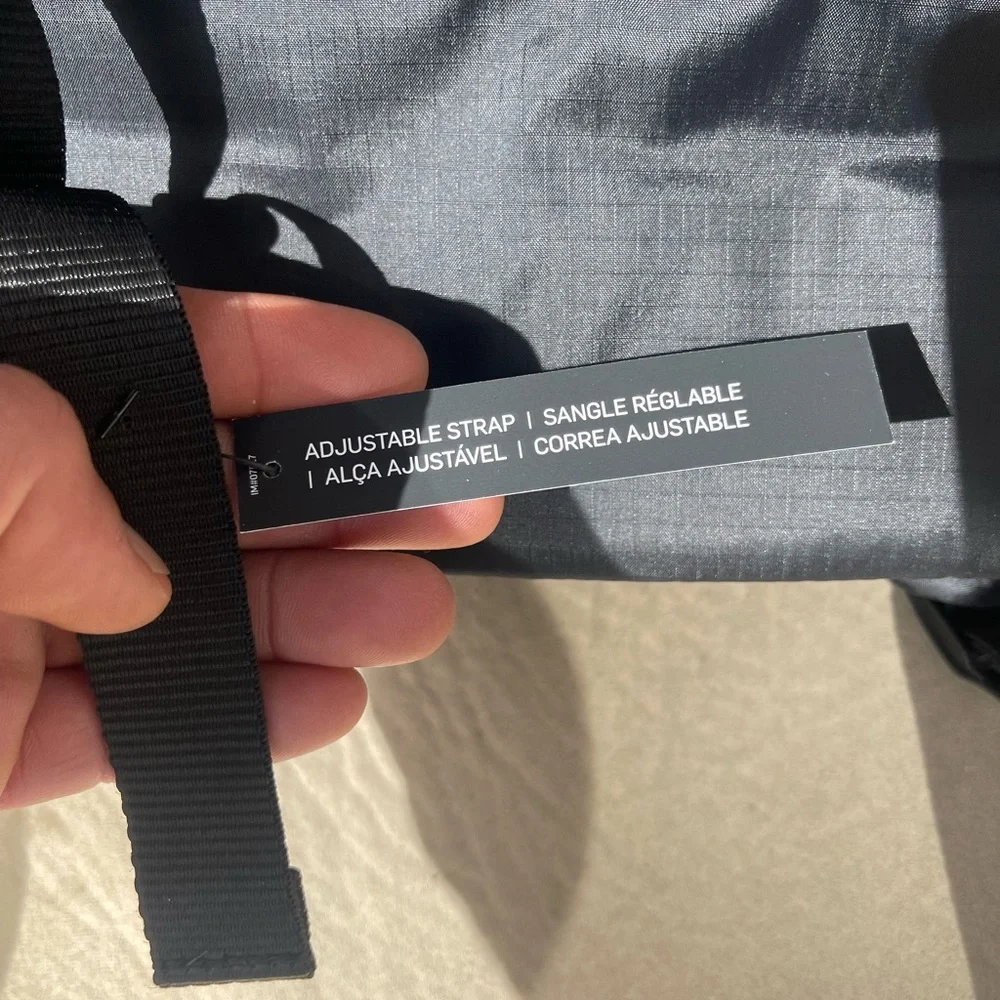 ADJUSTABLE STRAP | SANGLE RÉGLABLE
| ALÇA AJUSTÁVEL | CORREA AJUSTABLE